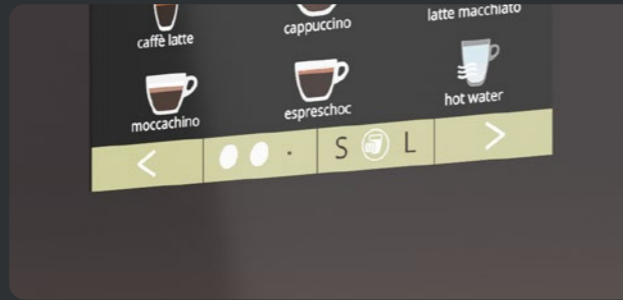 caffè latte
cappuccino
latte macchiato
moccachino
espreschoc
hot water
< S L >